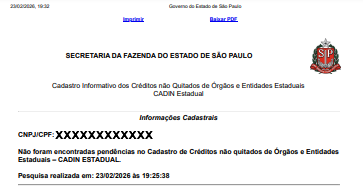 23/02/2026, 19:32 Governo do Estado de São Paulo
Imprimir Baixar PDF
SECRETARIA DA FAZENDA DO ESTADO DE SÃO PAULO
Cadastro Informativo dos Créditos não Quitados de Órgãos e Entidades Estaduais
CADIN Estadual
Informações Cadastrais
CNPJ/CPF: XXXXXXXXXXXX
Não foram encontradas pendências no Cadastro de Créditos não quitados de Órgãos e Entidades
Estaduais – CADIN ESTADUAL.
Pesquisa realizada em: 23/02/2026 às 19:25:38